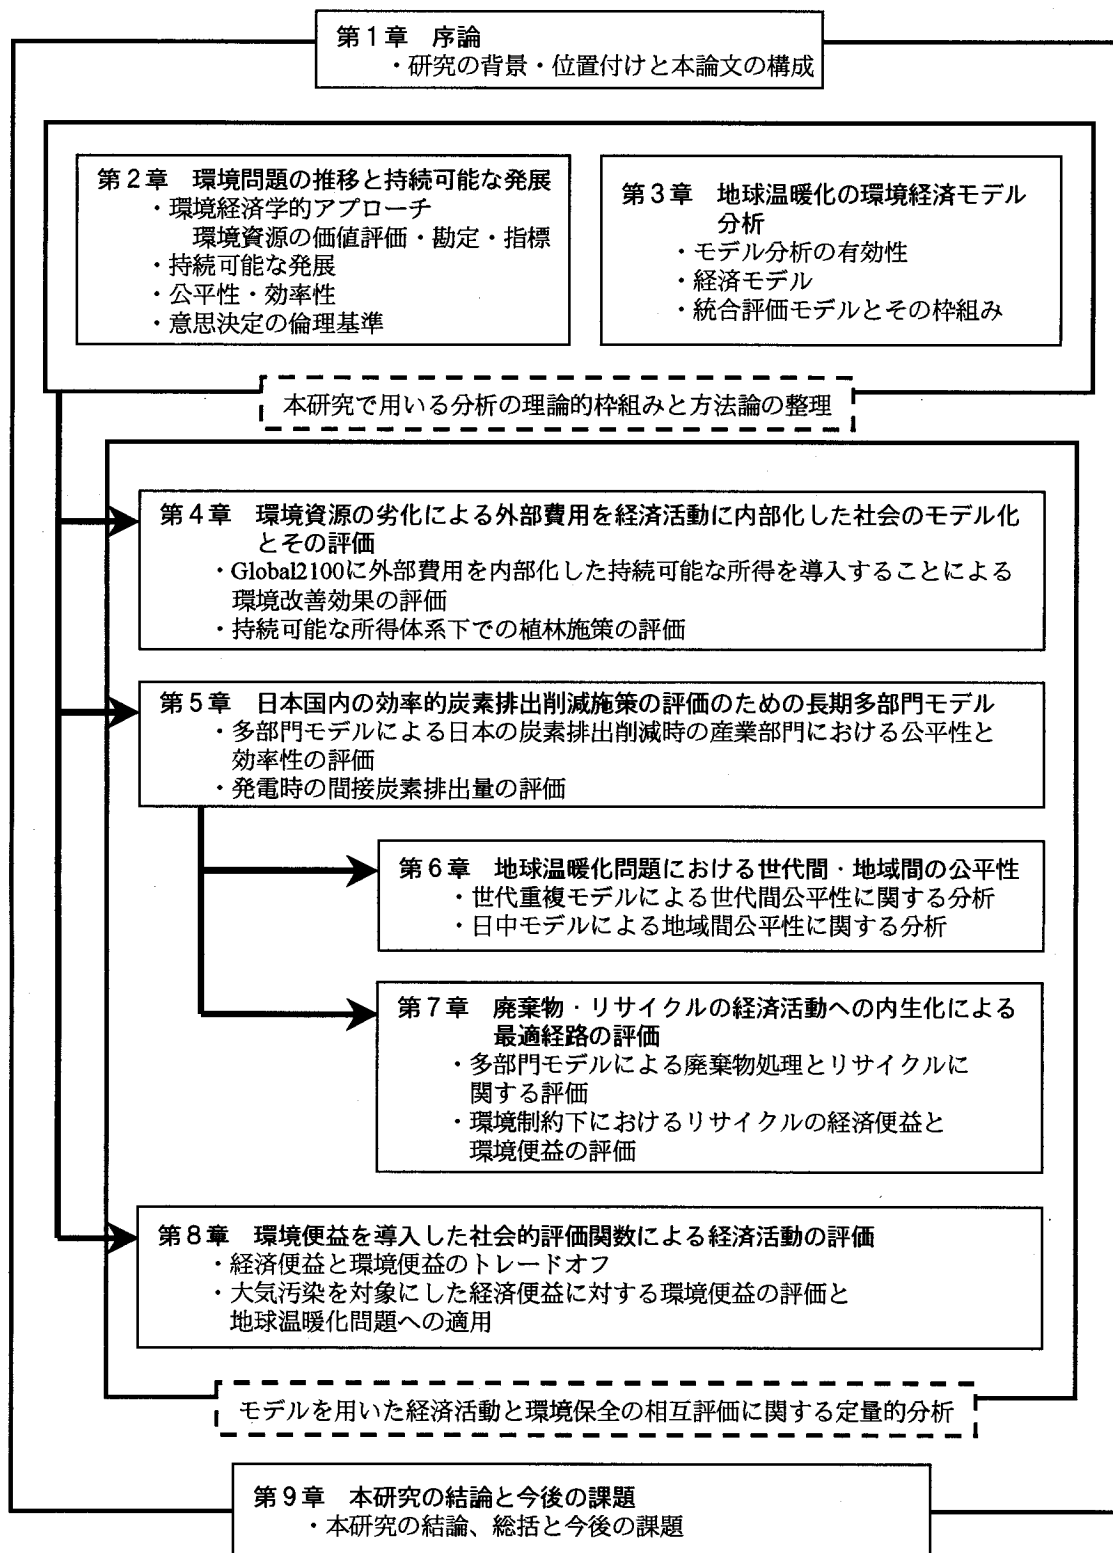 第1章 序論
・研究の背景・位置付けと本論文の構成
第2章 環境問題の推移と持続可能な発展
・環境経済学的アプローチ
環境資源の価値評価・勘定・指標
・持続可能な発展
・公平性・効率性
・意思決定の倫理基準
第3章 地球温暖化の環境経済モデル
分析
・モデル分析の有効性
・経済モデル
・統合評価モデルとその枠組み
本研究で用いる分析の理論的枠組みと方法論の整理
第4章 環境資源の劣化による外部費用を経済活動に内部化した社会のモデル化
とその評価
・Global2100に外部費用を内部化した持続可能な所得を導入することによる
環境改善効果の評価
・持続可能な所得体系下での植林施策の評価
第5章 日本国内の効率的炭素排出削減施策の評価のための長期多部門モデル
・多部門モデルによる日本の炭素排出削減時の産業部門における公平性と
効率性の評価
・発電時の間接炭素排出量の評価
第6章 地球温暖化問題における世代間・地域間の公平性
・世代重複モデルによる世代間公平性に関する分析
・日中モデルによる地域間公平性に関する分析
第7章 廃棄物・リサイクルの経済活動への内生化による
最適経路の評価
・多部門モデルによる廃棄物処理とリサイクルに
関する評価
・環境制約下におけるリサイクルの経済便益と
環境便益の評価
第8章 環境便益を導入した社会的評価関数による経済活動の評価
・経済便益と環境便益のトレードオフ
・大気汚染を対象にした経済便益に対する環境便益の評価と
地球温暖化問題への適用
モデルを用いた経済活動と環境保全の相互評価に関する定量的分析
第9章 本研究の結論と今後の課題
・本研究の結論、総括と今後の課題